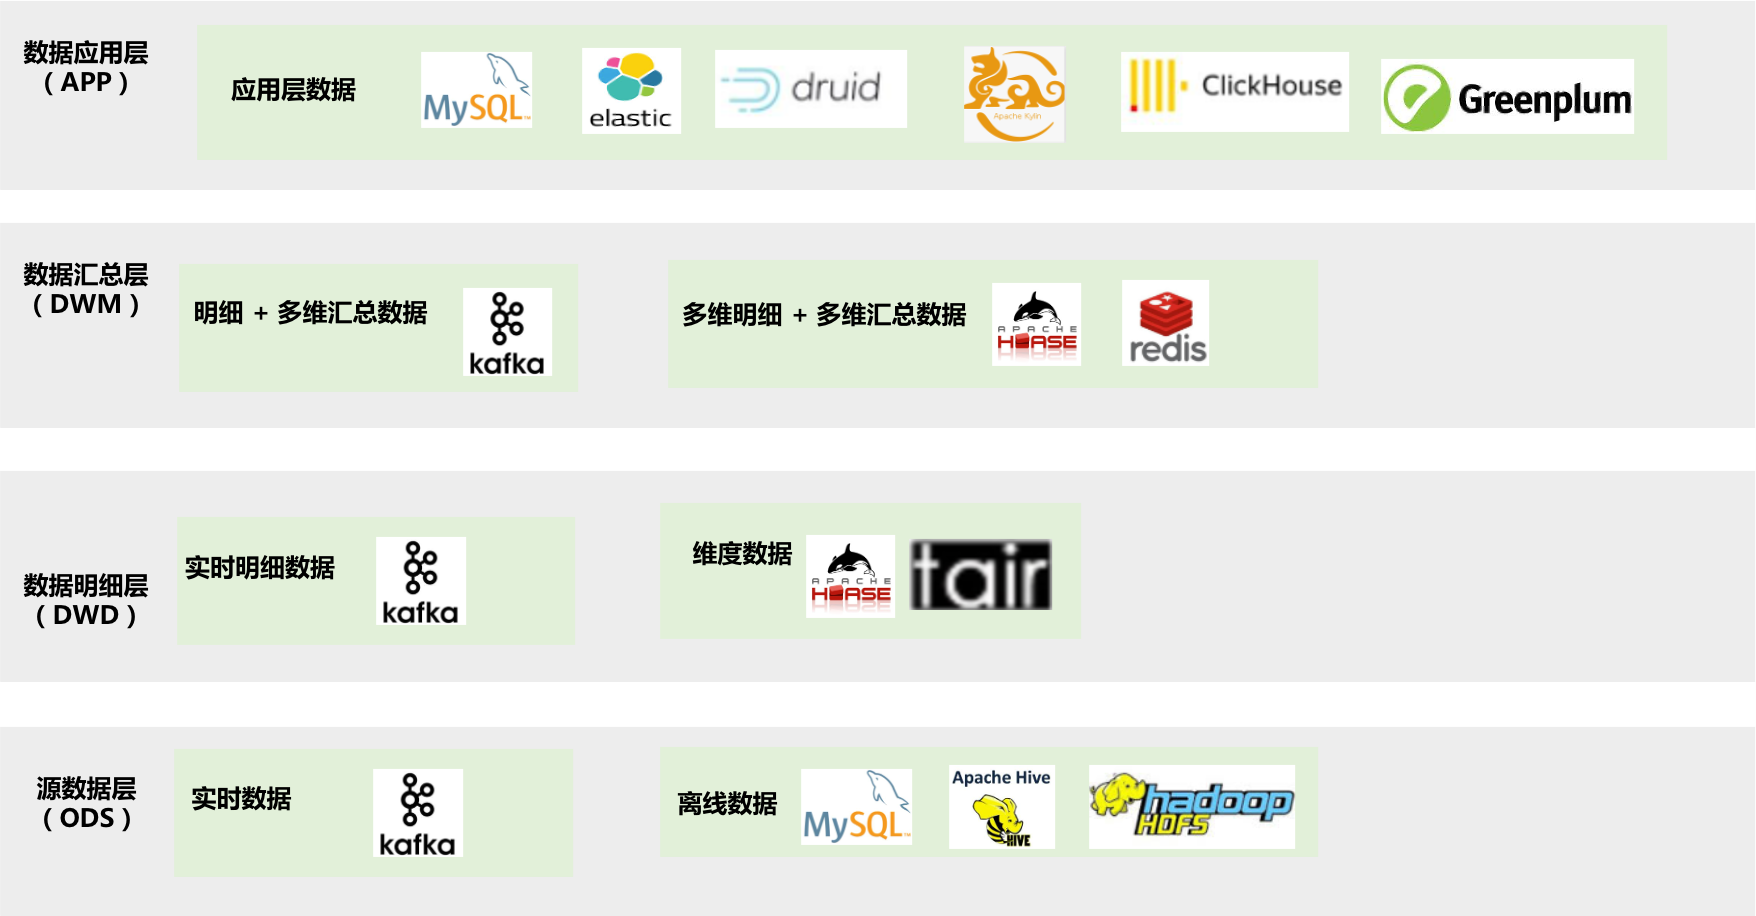 数据应用层
（APP）
应用层数据
MySQL
elastic
druid
Apache Kylin
ClickHouse
Greenplum
数据汇总层
（DWM）
明细 + 多维汇总数据
kafka
多维明细 + 多维汇总数据
APACHE
HBASE
redis
数据明细层
（DWD）
实时明细数据
kafka
维度数据
APACHE
HBASE
tair
源数据层
（ODS）
实时数据
kafka
离线数据
MySQL
Apache Hive
HIVE
hadoop
HDFS